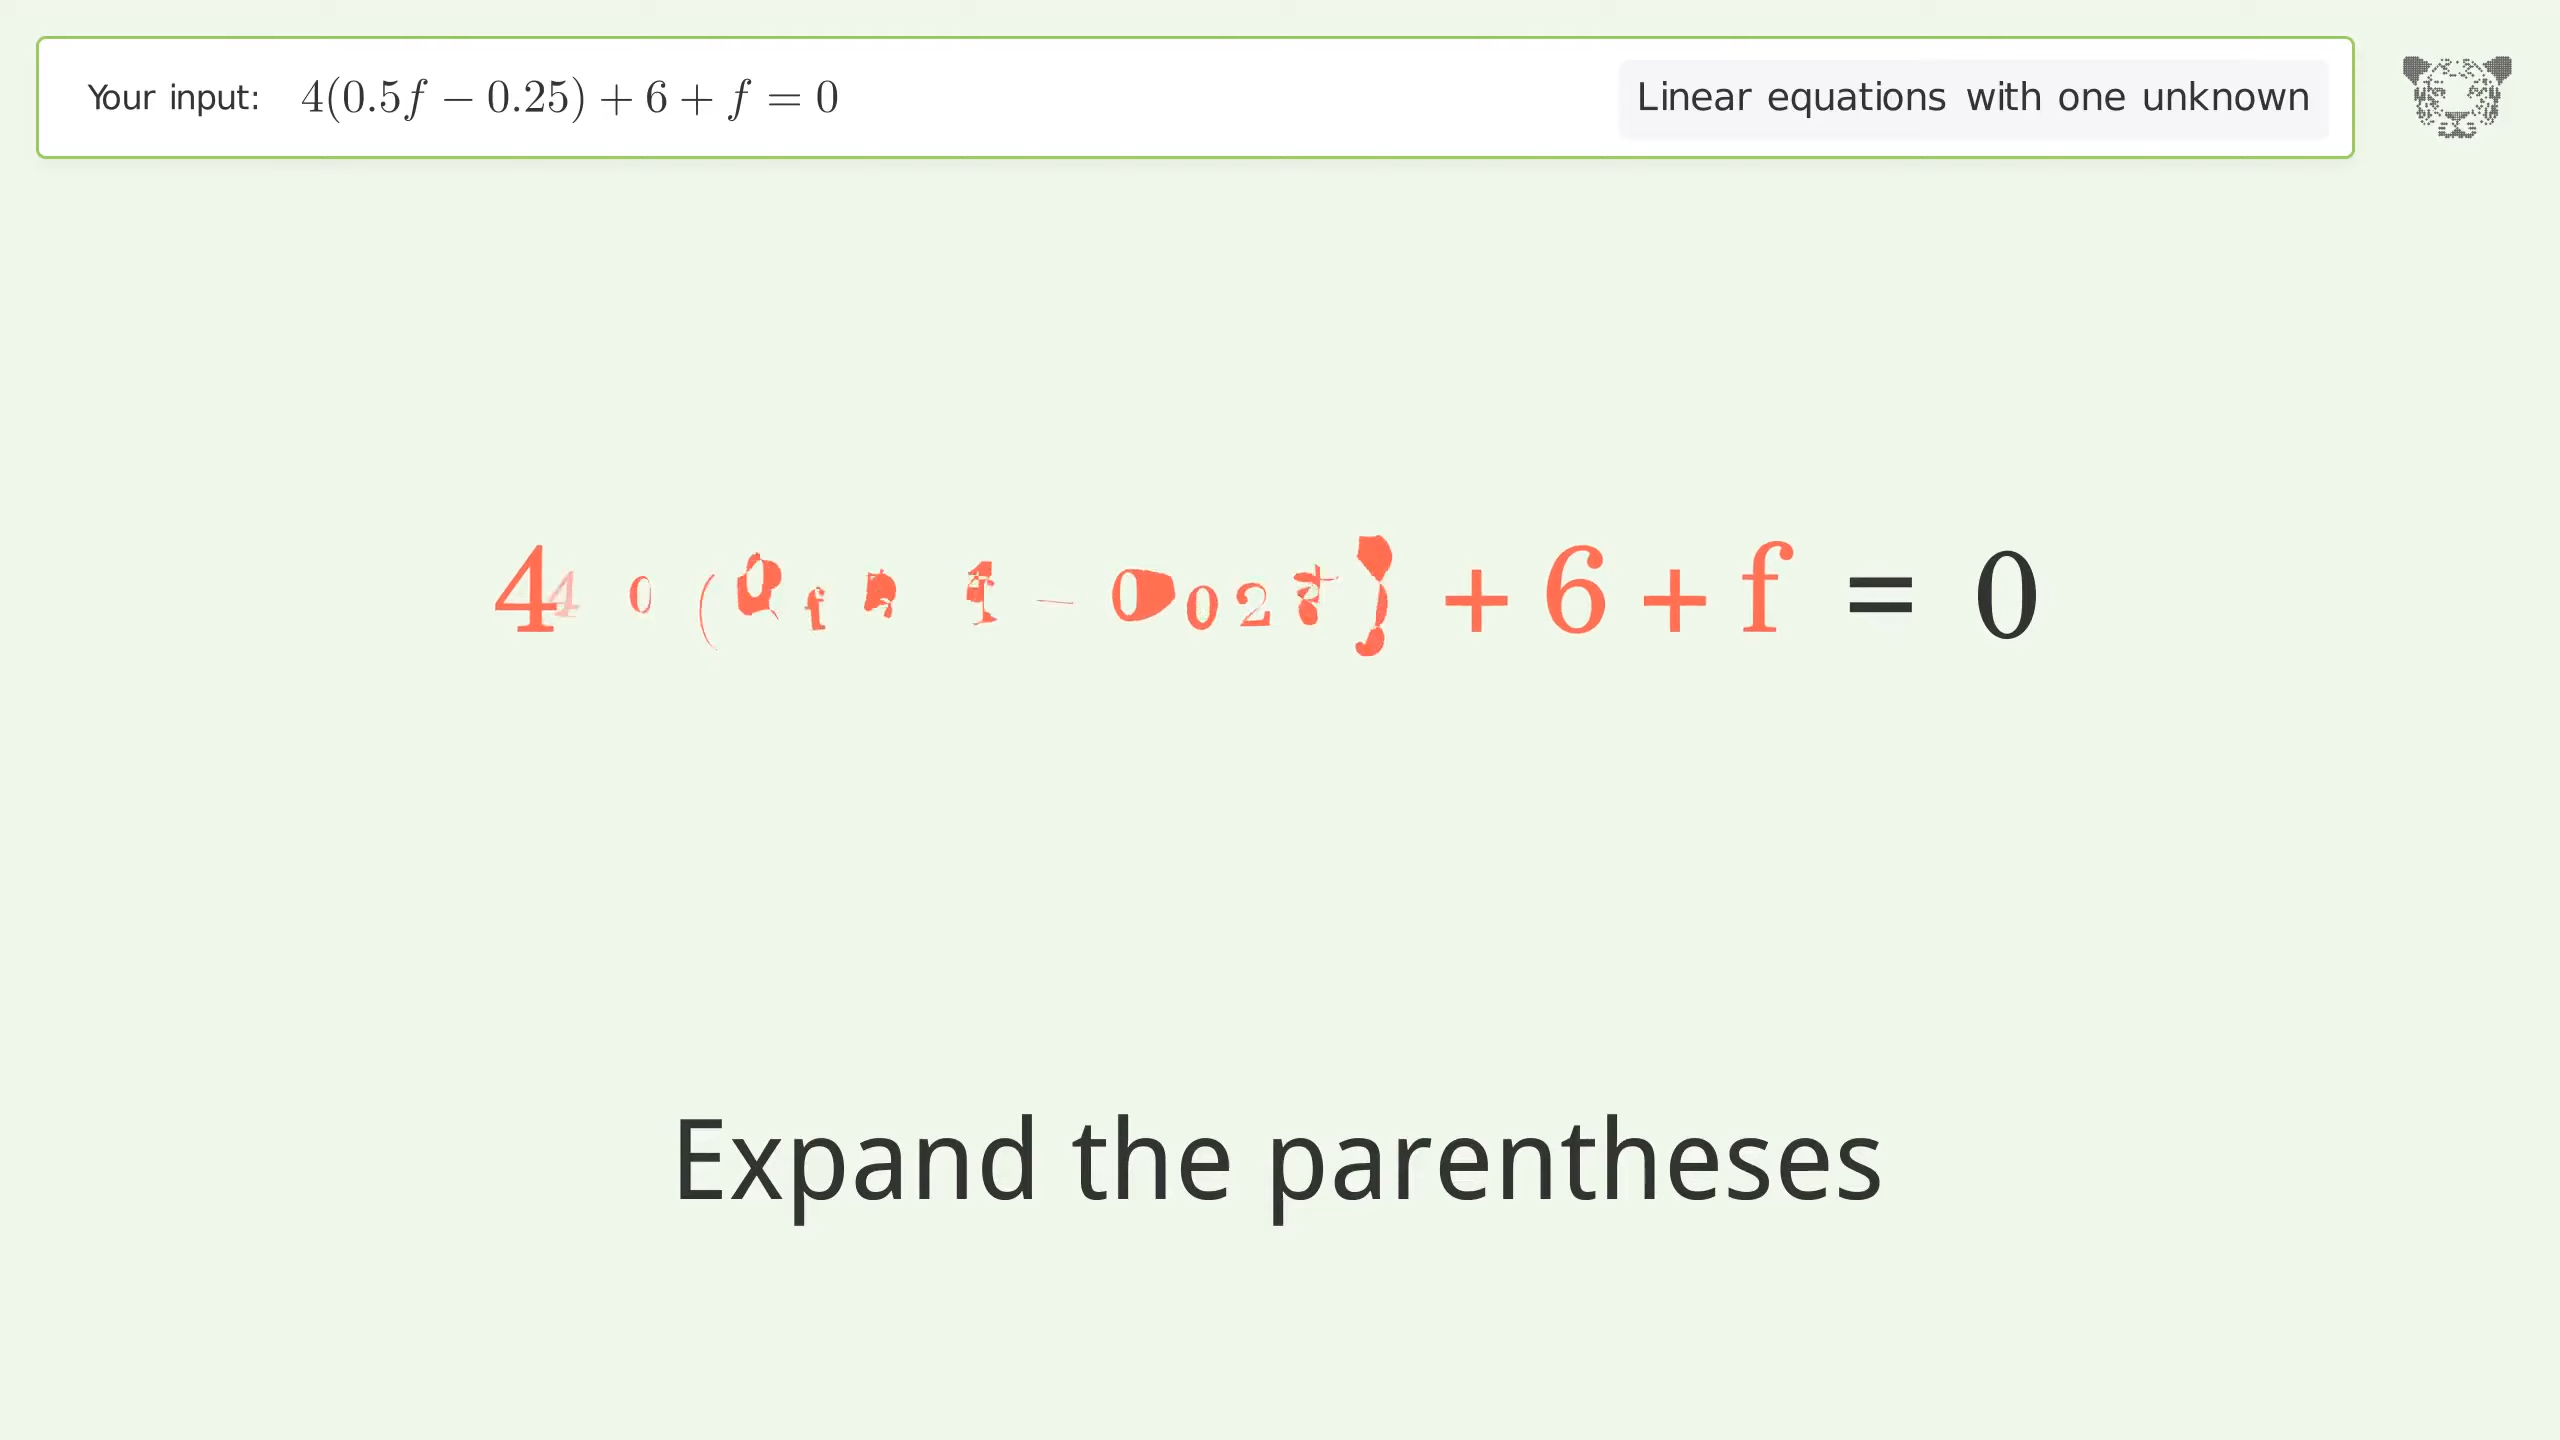 Your input: 4(0.5f − 0.25) + 6 + f = 0
Linear equations with one unknown
+ 6 + f = 0
Expand the parentheses